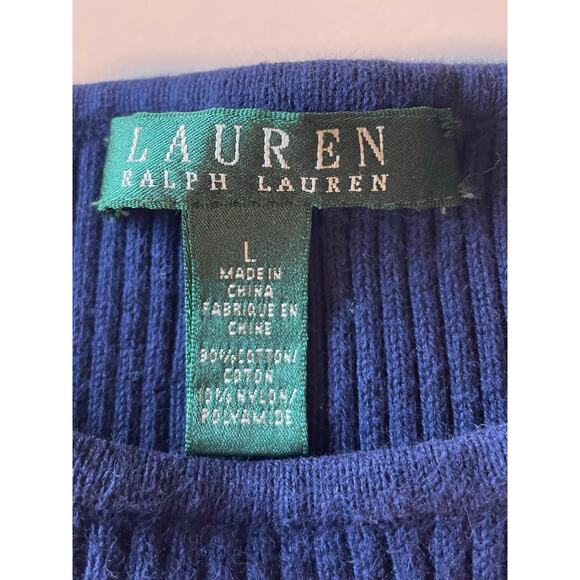 LAUREN
RALPH LAUREN
L
MADE IN
CHINA
FABRIQUE EN
CHINE
90% COTTON/
COTON
10% NYLON/
POLYAMIDE